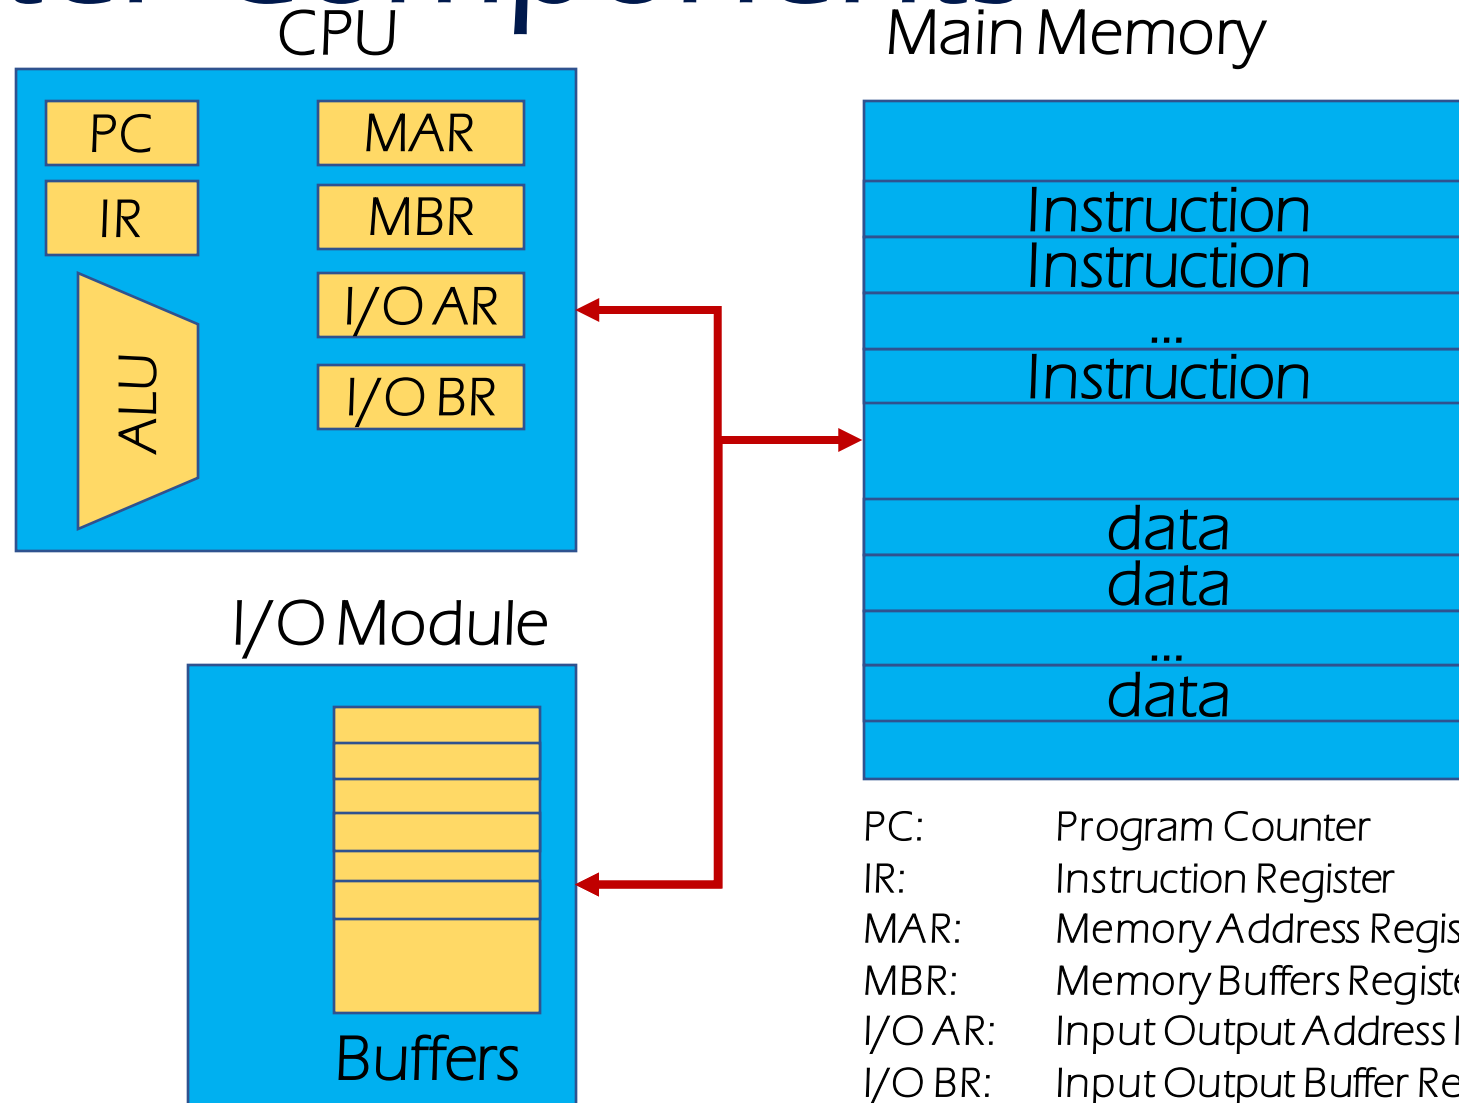 Components
CPU
Main Memory
PC
MAR
IR
MBR
I/O AR
I/O BR
ALU
Instruction
Instruction
...
Instruction
data
data
...
data
I/O Module
Buffers
PC: Program Counter
IR: Instruction Register
MAR: Memory Address
MBR: Memory Buffers
I/O AR: Input Output Address
I/O BR: Input Output Buffer